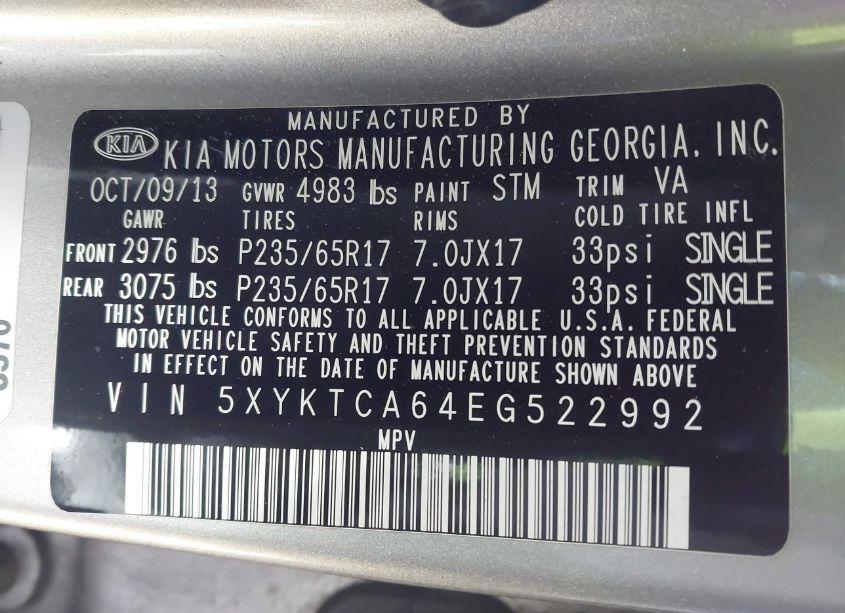 MANUFACTURED BY
KIA KIA MOTORS MANUFACTURING GEORGIA, INC.
OCT/09/13 GVWR 4983 lbs PAINT STM TRIM VA
GAWR TIRES RIMS COLD TIRE INFL
FRONT 2976 lbs P235/65R17 7.0JX17 33psi SINGLE
REAR 3075 lbs P235/65R17 7.0JX17 33psi SINGLE
THIS VEHICLE CONFORMS TO ALL APPLICABLE U.S.A. FEDERAL
MOTOR VEHICLE SAFETY AND THEFT PREVENTION STANDARDS
IN EFFECT ON THE DATE OF MANUFACTURE SHOWN ABOVE
VIN 5XYKTCA64EG522992
MPV